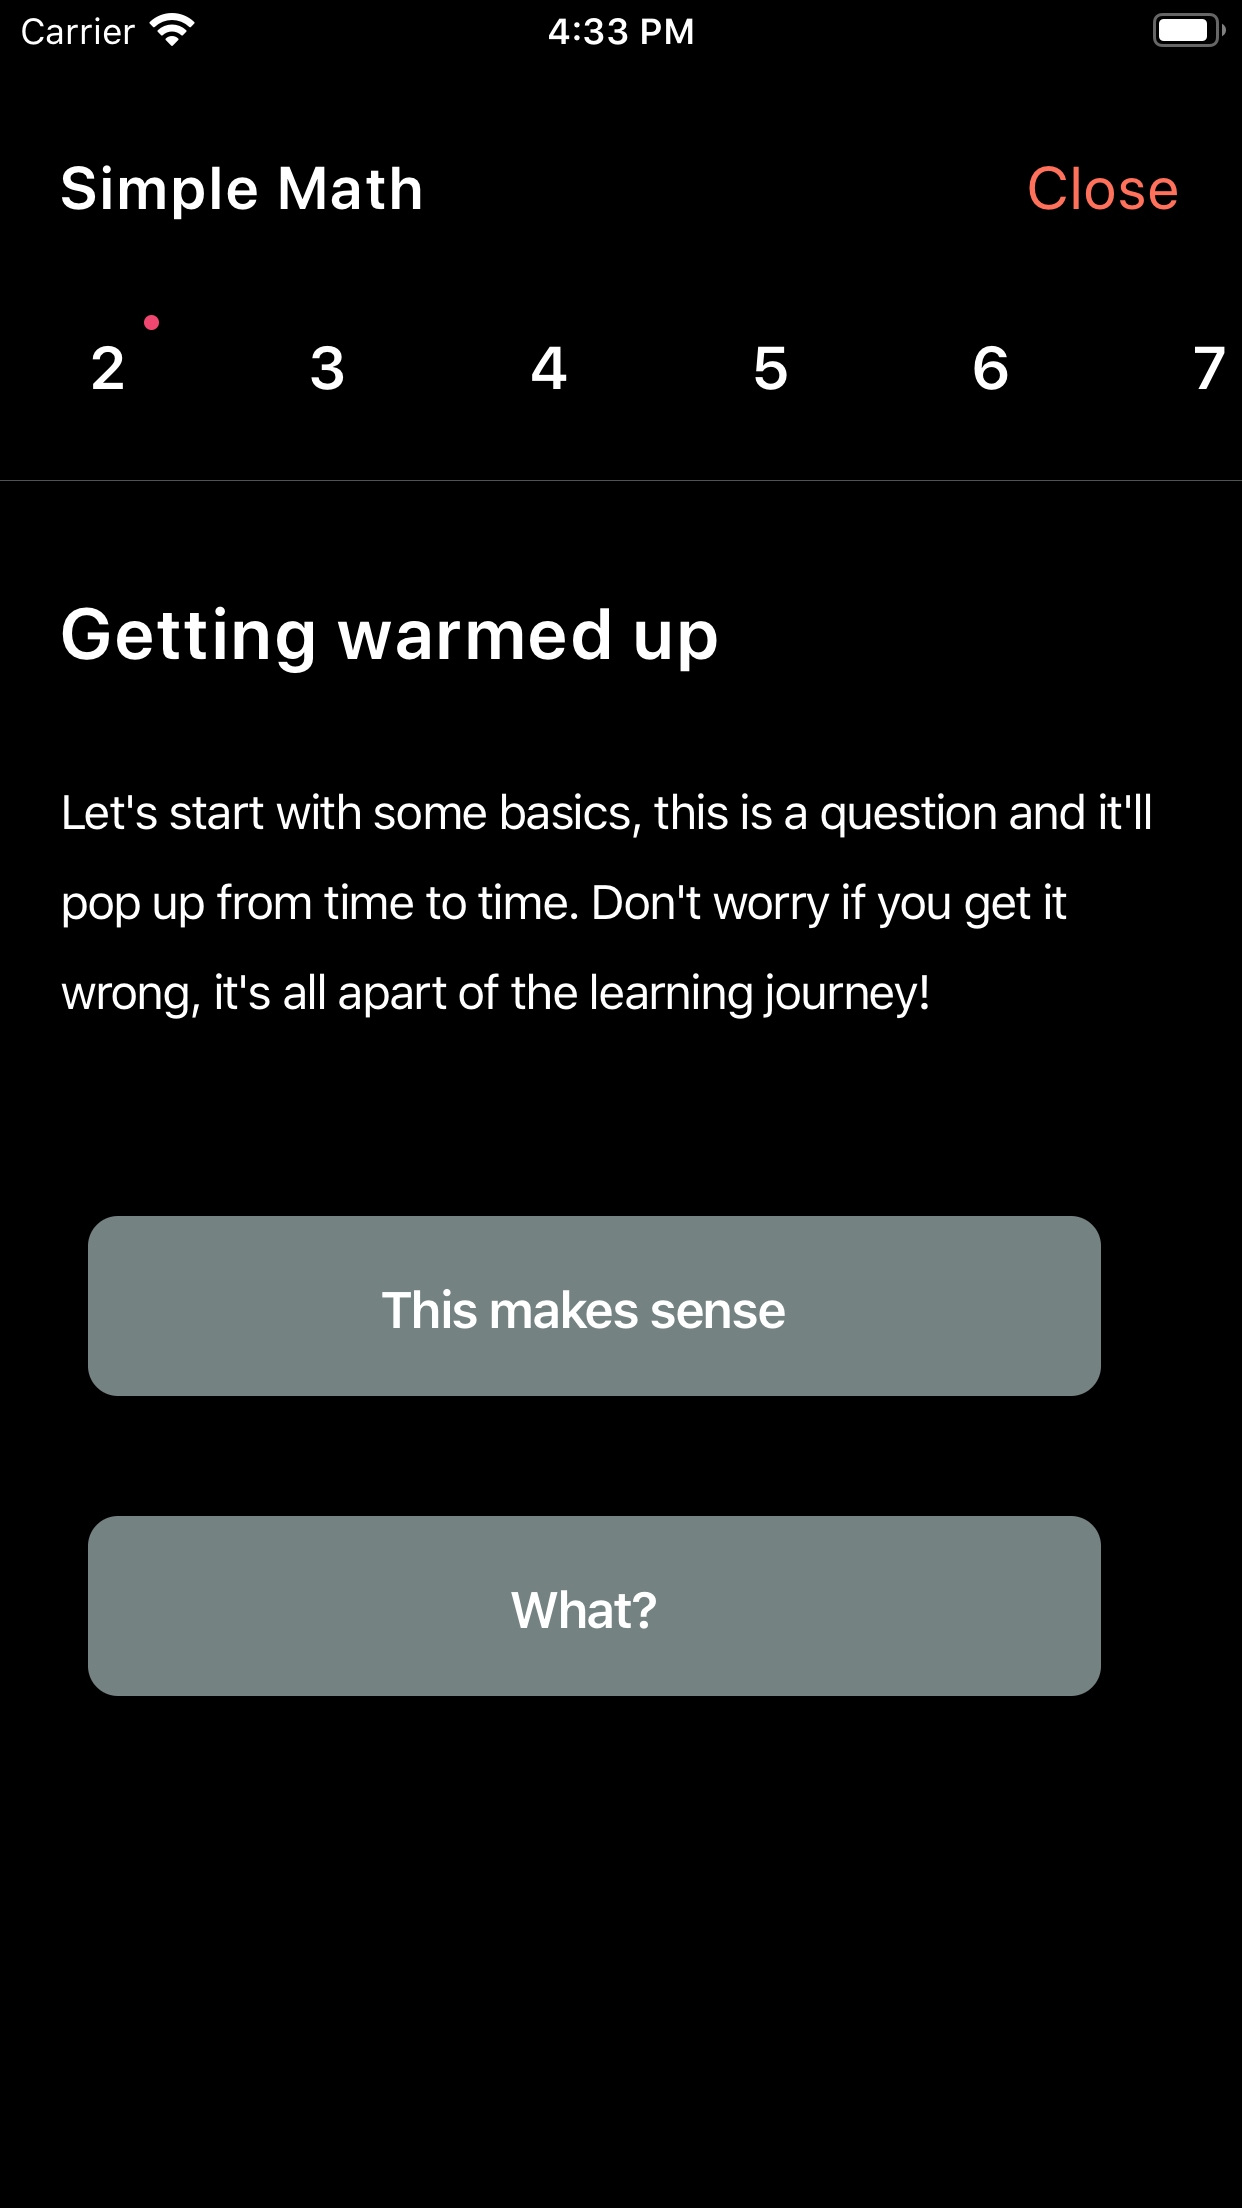 Carrier 4:33 PM
Simple Math Close
2 3 4 5 6 7
Getting warmed up
Let's start with some basics, this is a question and it'll
pop up from time to time. Don't worry if you get it
wrong, it's all apart of the learning journey!
This makes sense
What?